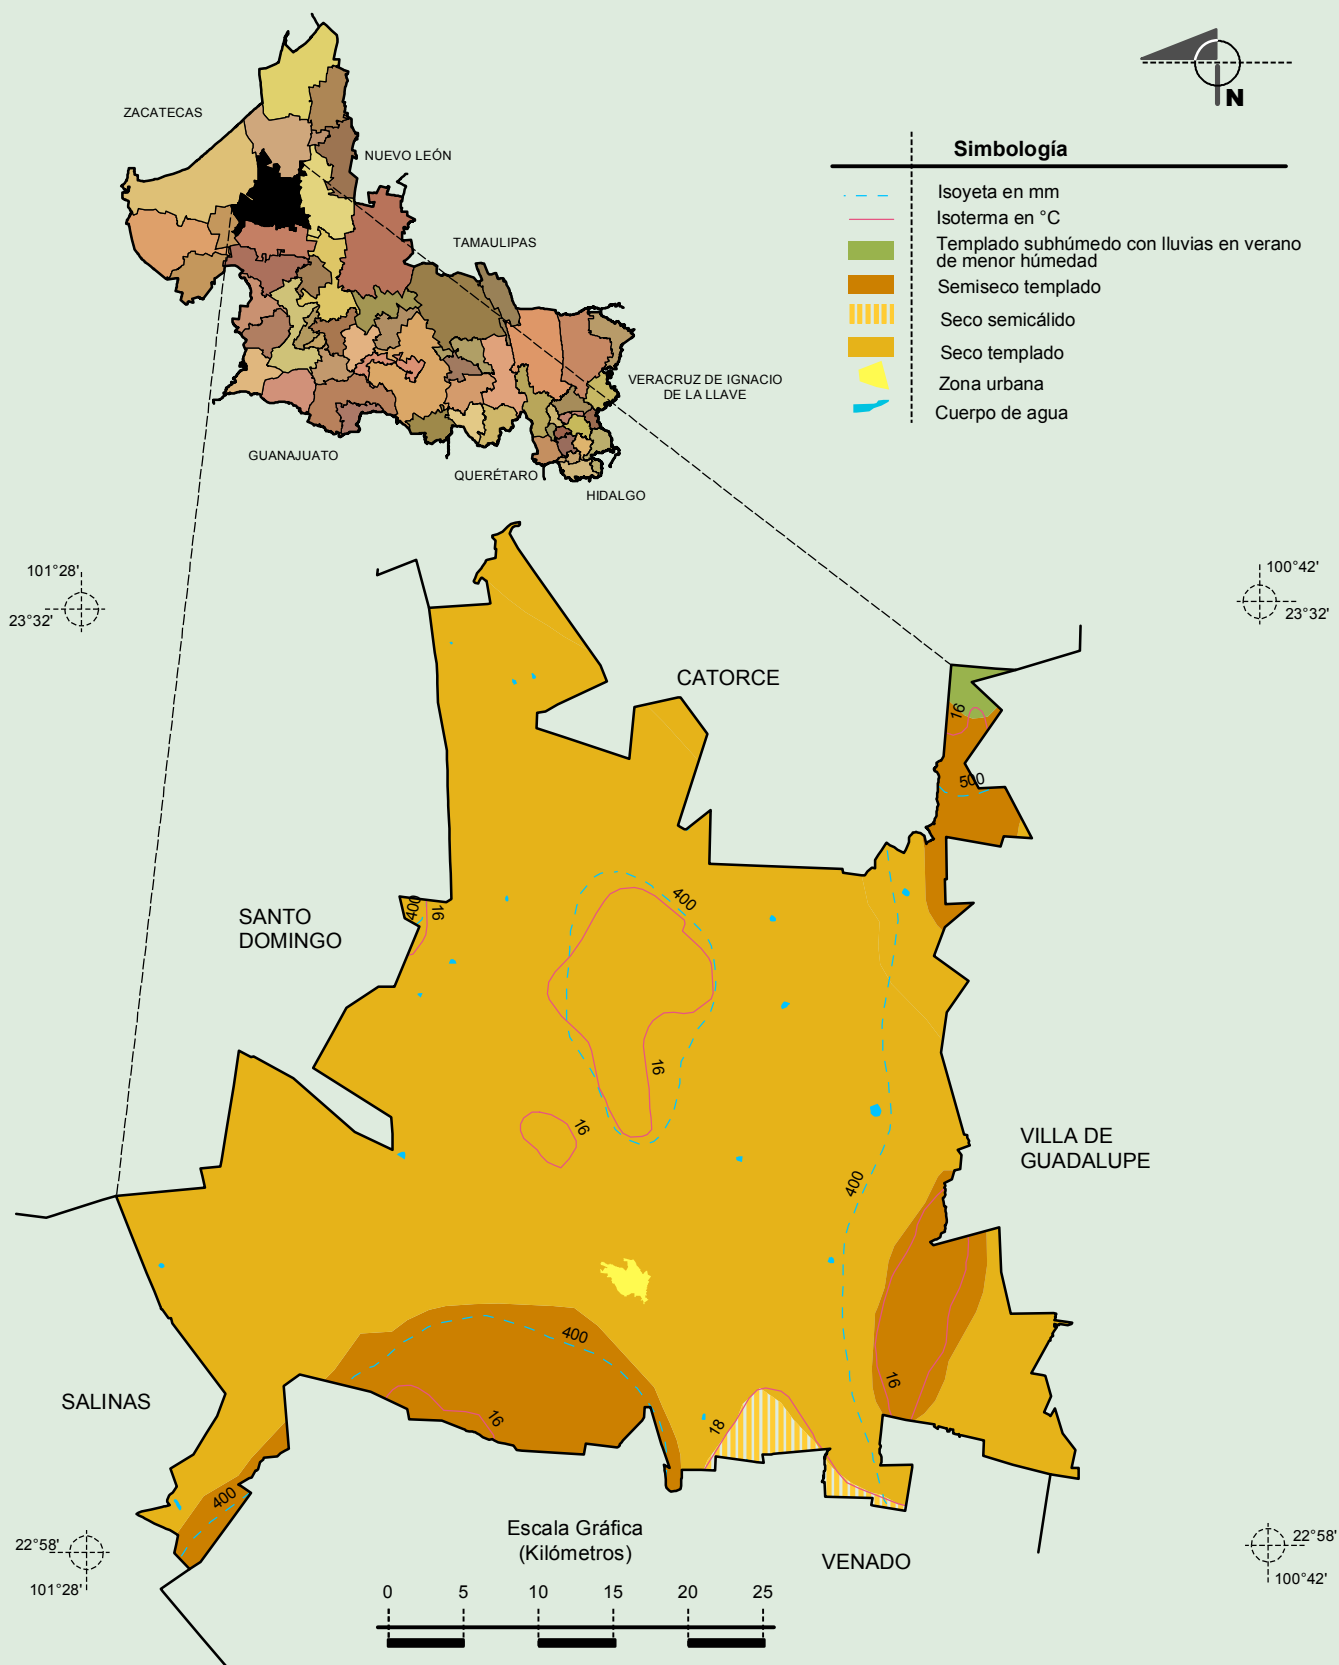 ZACATECAS
NUEVO LEÓN
TAMAULIPAS
VERACRUZ DE IGNACIO
DE LA LLAVE
GUANAJUATO
QUERÉTARO
HIDALGO
N
Simbología
Isoyeta en mm
Isoterma en °C
Templado subhúmedo con lluvias en verano
de menor húmedad
Semiseco templado
Seco semicálido
Seco templado
Zona urbana
Cuerpo de agua
101°28'
23°32'
100°42'
23°32'
CATORCE
16
500
SANTO
DOMINGO
400
16
400
16
16
VILLA DE
GUADALUPE
400
400
16
SALINAS
16
18
400
22°58'
101°28'
Escala Gráfica
(Kilómetros)
VENADO
22°58'
100°42'
0 5 10 15 20 25